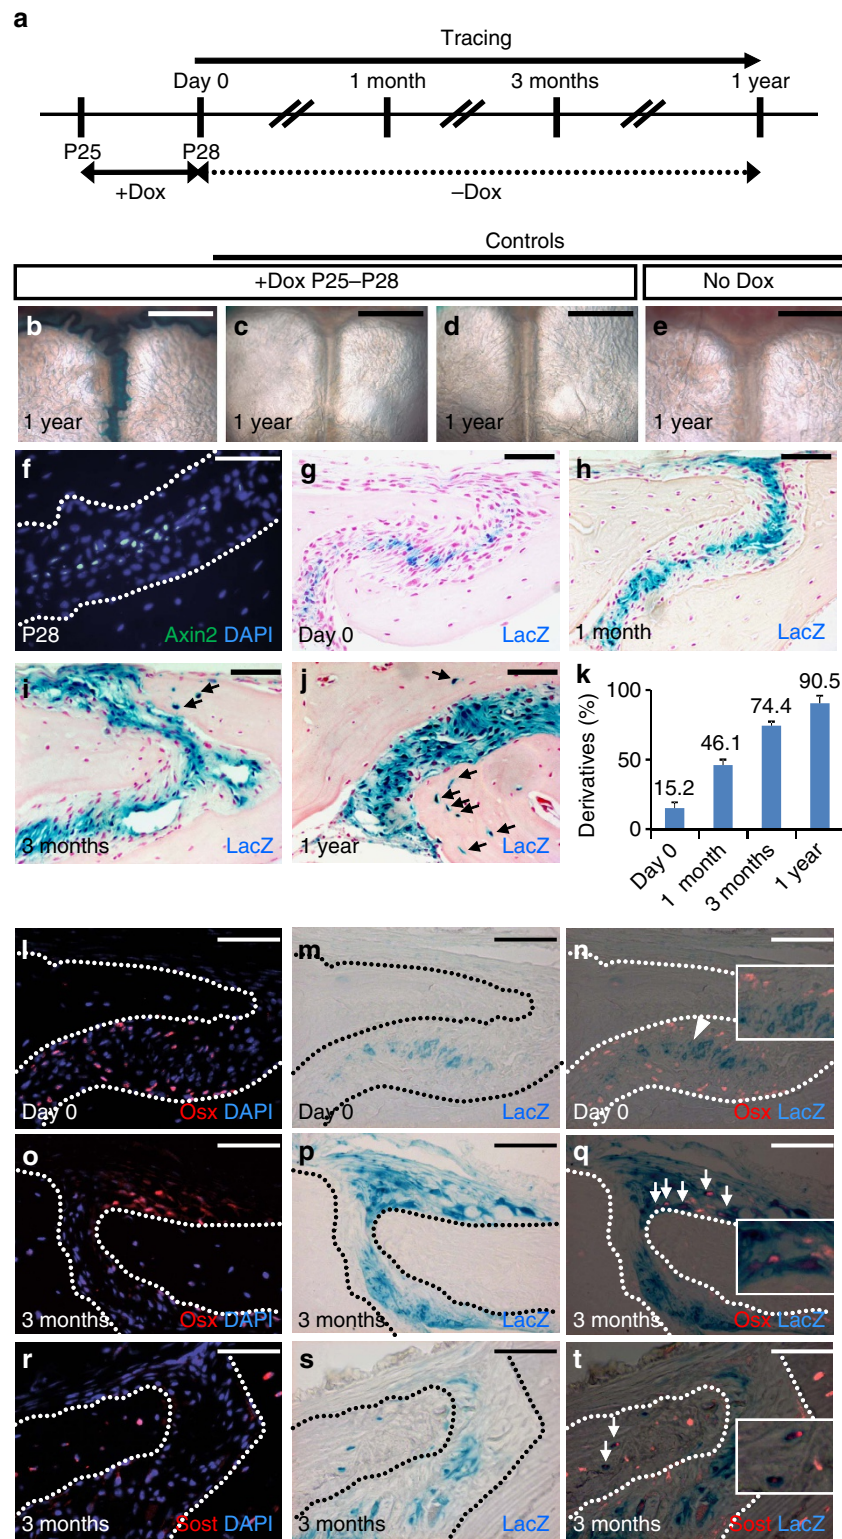 a
Tracing
Day 0 1 month 3 months 1 year
P25 P28
+Dox –Dox
Controls
+Dox P25–P28 No Dox
b c d e
1 year 1 year 1 year 1 year
f g h
P28 Axin2 DAPI Day 0 LacZ 1 month LacZ
i j k
3 months LacZ 1 year LacZ
Derivatives (%)
100
50
0
15.2 46.1 74.4 90.5
Day 0 1 month 3 months 1 year
l m n
Day 0 Osx DAPI Day 0 LacZ Day 0 Osx LacZ
o p q
3 months Osx DAPI 3 months LacZ 3 months Osx LacZ
r s t
3 months Sost DAPI 3 months LacZ 3 months Sost LacZ